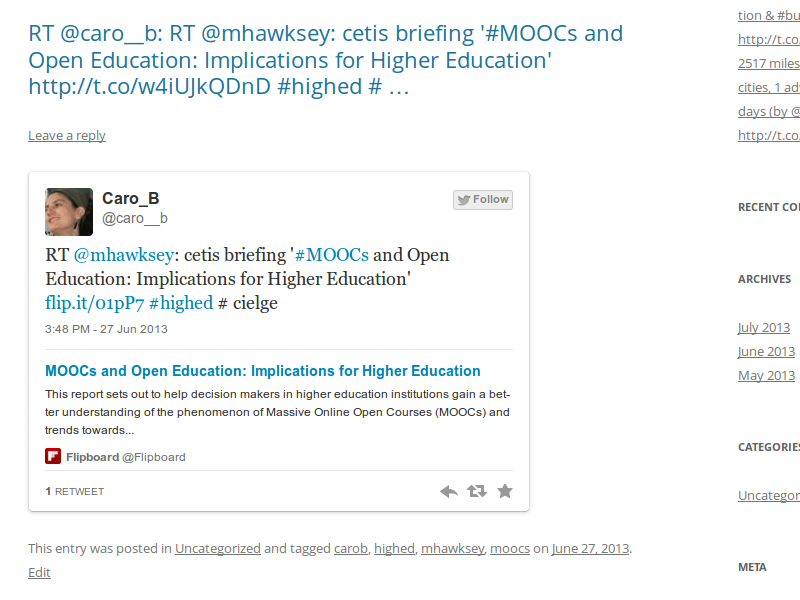 RT @caro__b: RT @mhawksey: cetis briefing '#MOOCs and
Open Education: Implications for Higher Education'
http://t.co/w4iUJkQDnD #highed # …
Leave a reply
Caro_B
@caro__b
Follow
RT @mhawksey: cetis briefing '#MOOCs and Open
Education: Implications for Higher Education'
flip.it/01pP7 #highed # cielge
3:48 PM - 27 Jun 2013
MOOCs and Open Education: Implications for Higher Education
This report sets out to help decision makers in higher education institutions gain a bet-
ter understanding of the phenomenon of Massive Online Open Courses (MOOCs) and
trends towards...
Flipboard @Flipboard
1 RETWEET
This entry was posted in Uncategorized and tagged carob, highed, mhawksey, moocs on June 27, 2013.
Edit
tion & #bu
http://t.co
2517 miles
cities, 1 ad
days (by @
http://t.co
RECENT CO
ARCHIVES
July 2013
June 2013
May 2013
CATEGORIES
Uncategor
META